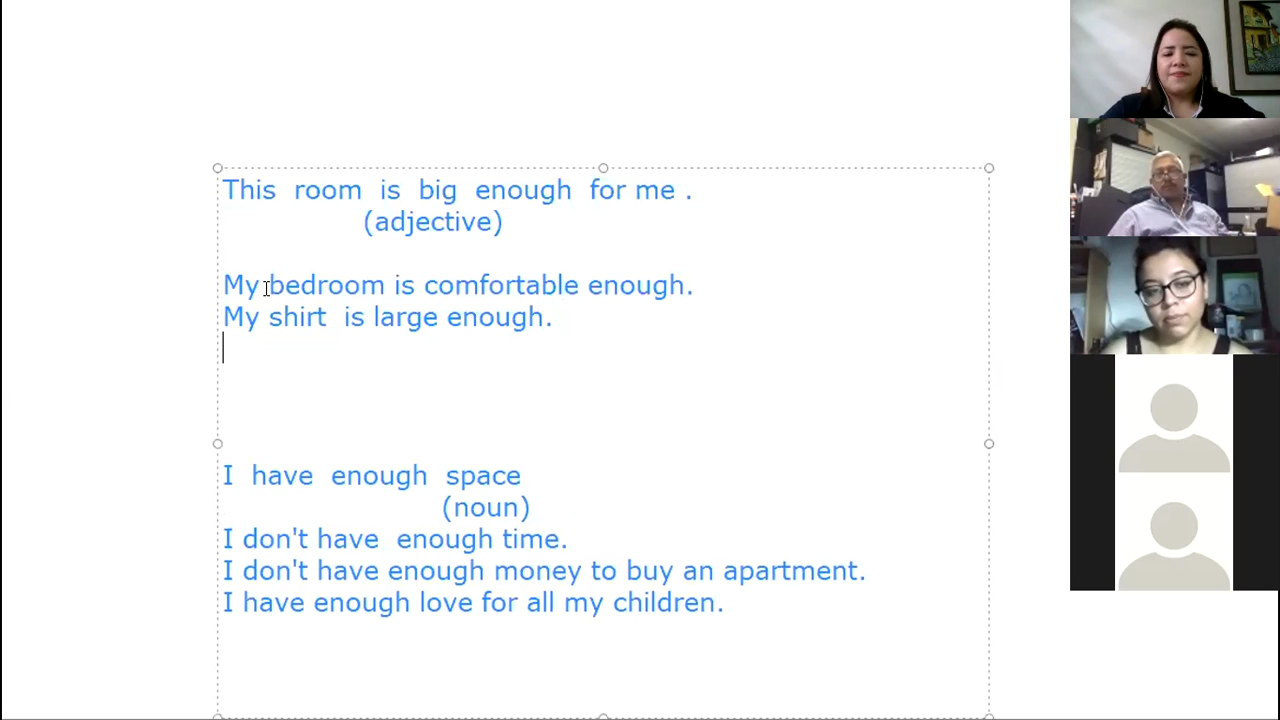 This room is big enough for me .
(adjective)
My bedroom is comfortable enough.
My shirt is large enough.
I have enough space
(noun)
I don't have enough time.
I don't have enough money to buy an apartment.
I have enough love for all my children.